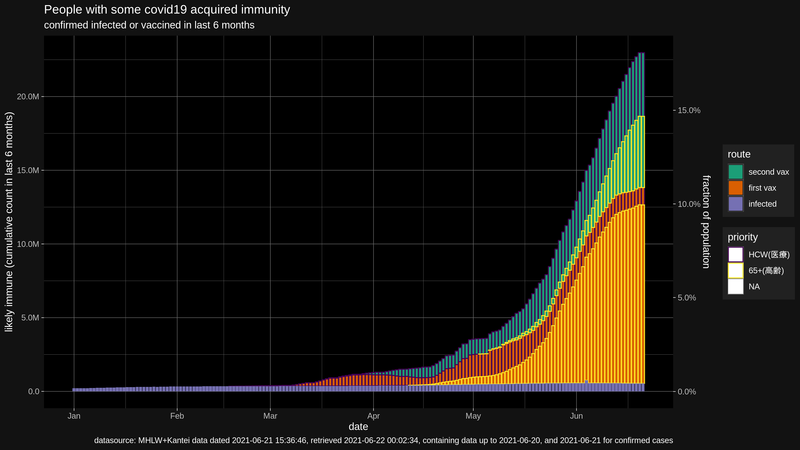 People with some covid19 acquired immunity
confirmed infected or vaccined in last 6 months
likely immune (cumulative count in last 6 months)
20.0M
15.0M
10.0M
5.0M
0.0
15.0%
10.0%
5.0%
0.0%
fraction of population
Jan Feb Mar Apr May Jun
date
route
second vax
first vax
infected
priority
HCW(医療)
65+(高齢)
NA
datasource: MHLW+Kantei data dated 2021-06-21 15:36:46, retrieved 2021-06-22 00:02:34, containing data up to 2021-06-20, and 2021-06-21 for confirmed cases